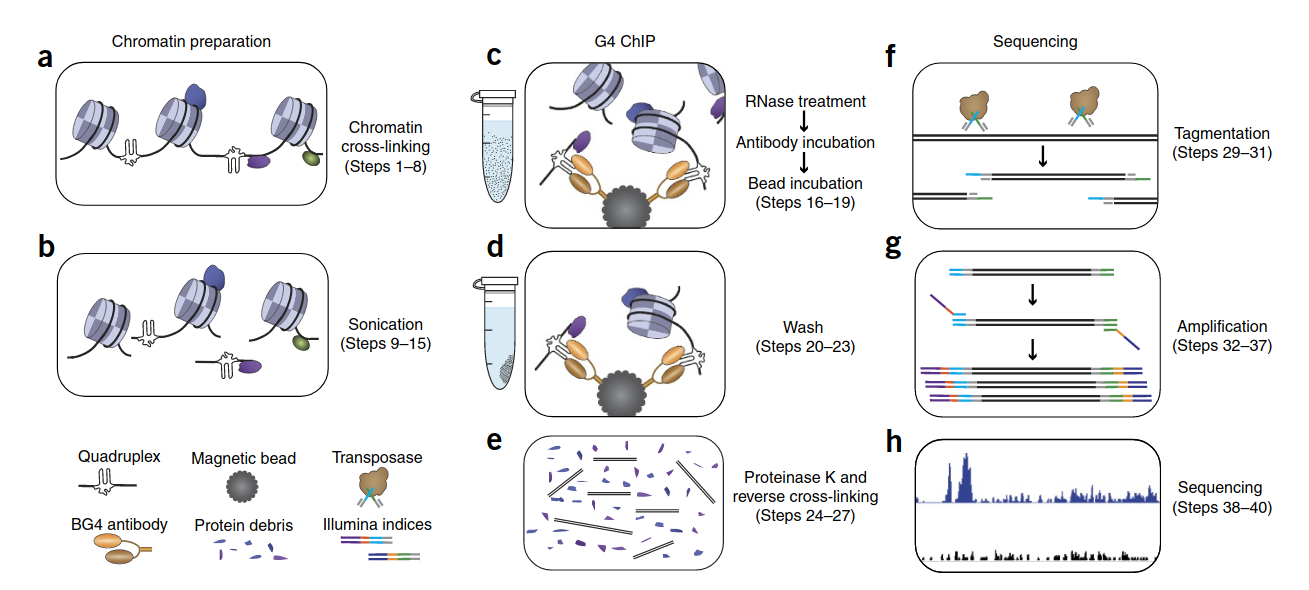 Chromatin preparation
a
Chromatin
cross-linking
(Steps 1–8)
b
Sonication
(Steps 9–15)
Quadruplex
Magnetic bead
Transposase
BG4 antibody
Protein debris
Illumina indices
G4 ChIP
c
RNase treatment
Antibody incubation
Bead incubation
(Steps 16–19)
d
Wash
(Steps 20–23)
e
Proteinase K and
reverse cross-linking
(Steps 24–27)
Sequencing
f
Tagmentation
(Steps 29–31)
g
Amplification
(Steps 32–37)
h
Sequencing
(Steps 38–40)